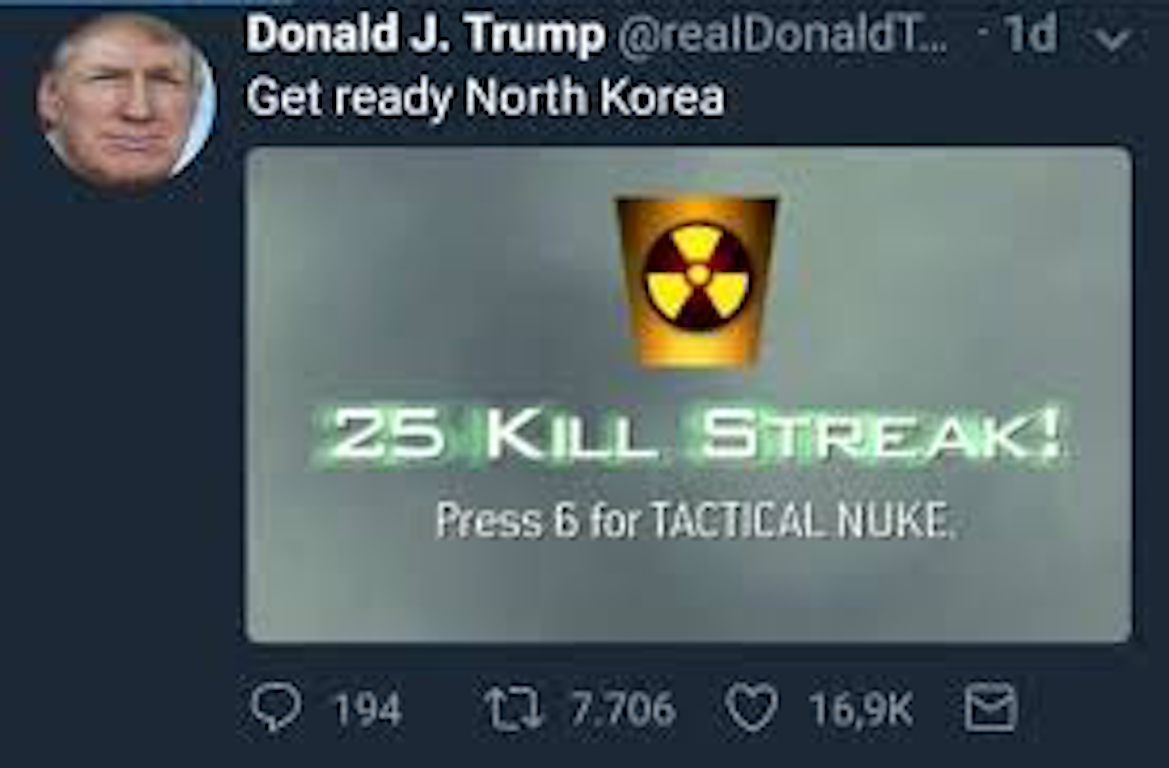 Donald J. Trump @realDonaldT... · 1d
Get ready North Korea
25 KILL STREAK!
Press 6 for TACTICAL NUKE.
194 7.706 16,9K